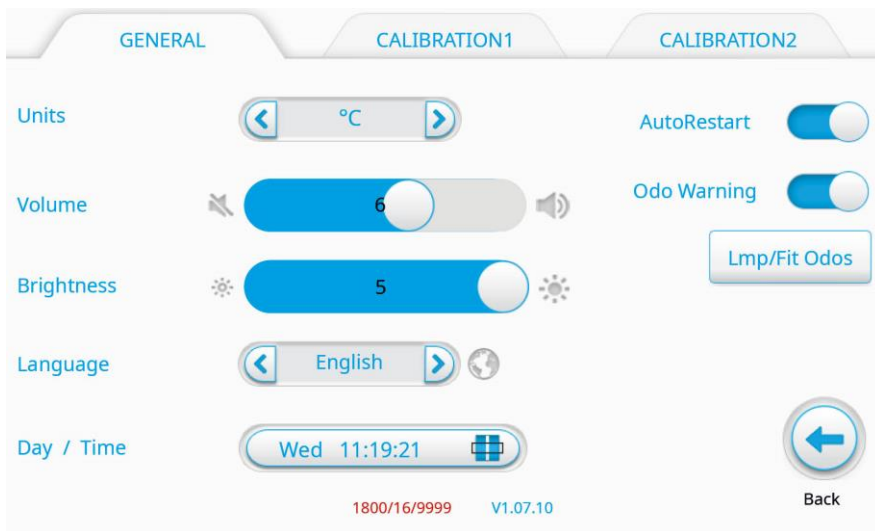 GENERAL CALIBRATION1 CALIBRATION2
Units °C AutoRestart
Volume 6 Odo Warning
Lmp/Fit Odos
Brightness 5
Language English
Day / Time Wed 11:19:21
1800/16/9999 V1.07.10 Back